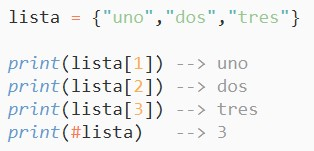 lista = {"uno","dos","tres"}
print(lista[1]) --> uno
print(lista[2]) --> dos
print(lista[3]) --> tres
print(#lista) --> 3